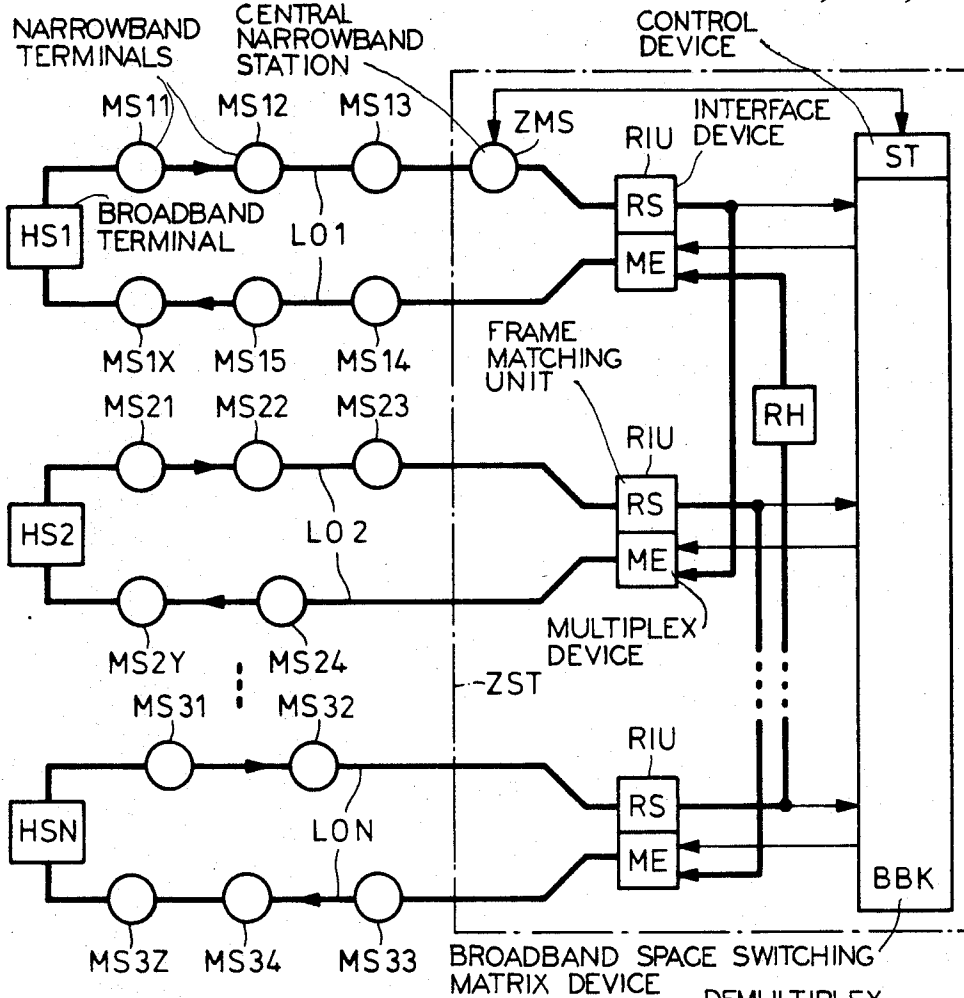 NARROWBAND
TERMINALS
CENTRAL
NARROWBAND
STATION
CONTROL
DEVICE
MS11
MS12
MS13
ZMS
RIU
INTERFACE
DEVICE
ST
RS
HS1
BROADBAND
TERMINAL
LO1
ME
MS1X
MS15
MS14
FRAME
MATCHING
UNIT
RH
MS21
MS22
MS23
RIU
RS
HS2
LO2
ME
MS2Y
MS24
MULTIPLEX
DEVICE
ZST
MS31
MS32
RIU
RS
HSN
LON
ME
BBK
MS3Z
MS34
MS33
BROADBAND SPACE SWITCHING
MATRIX DEVICE
DEMULTIPLEX